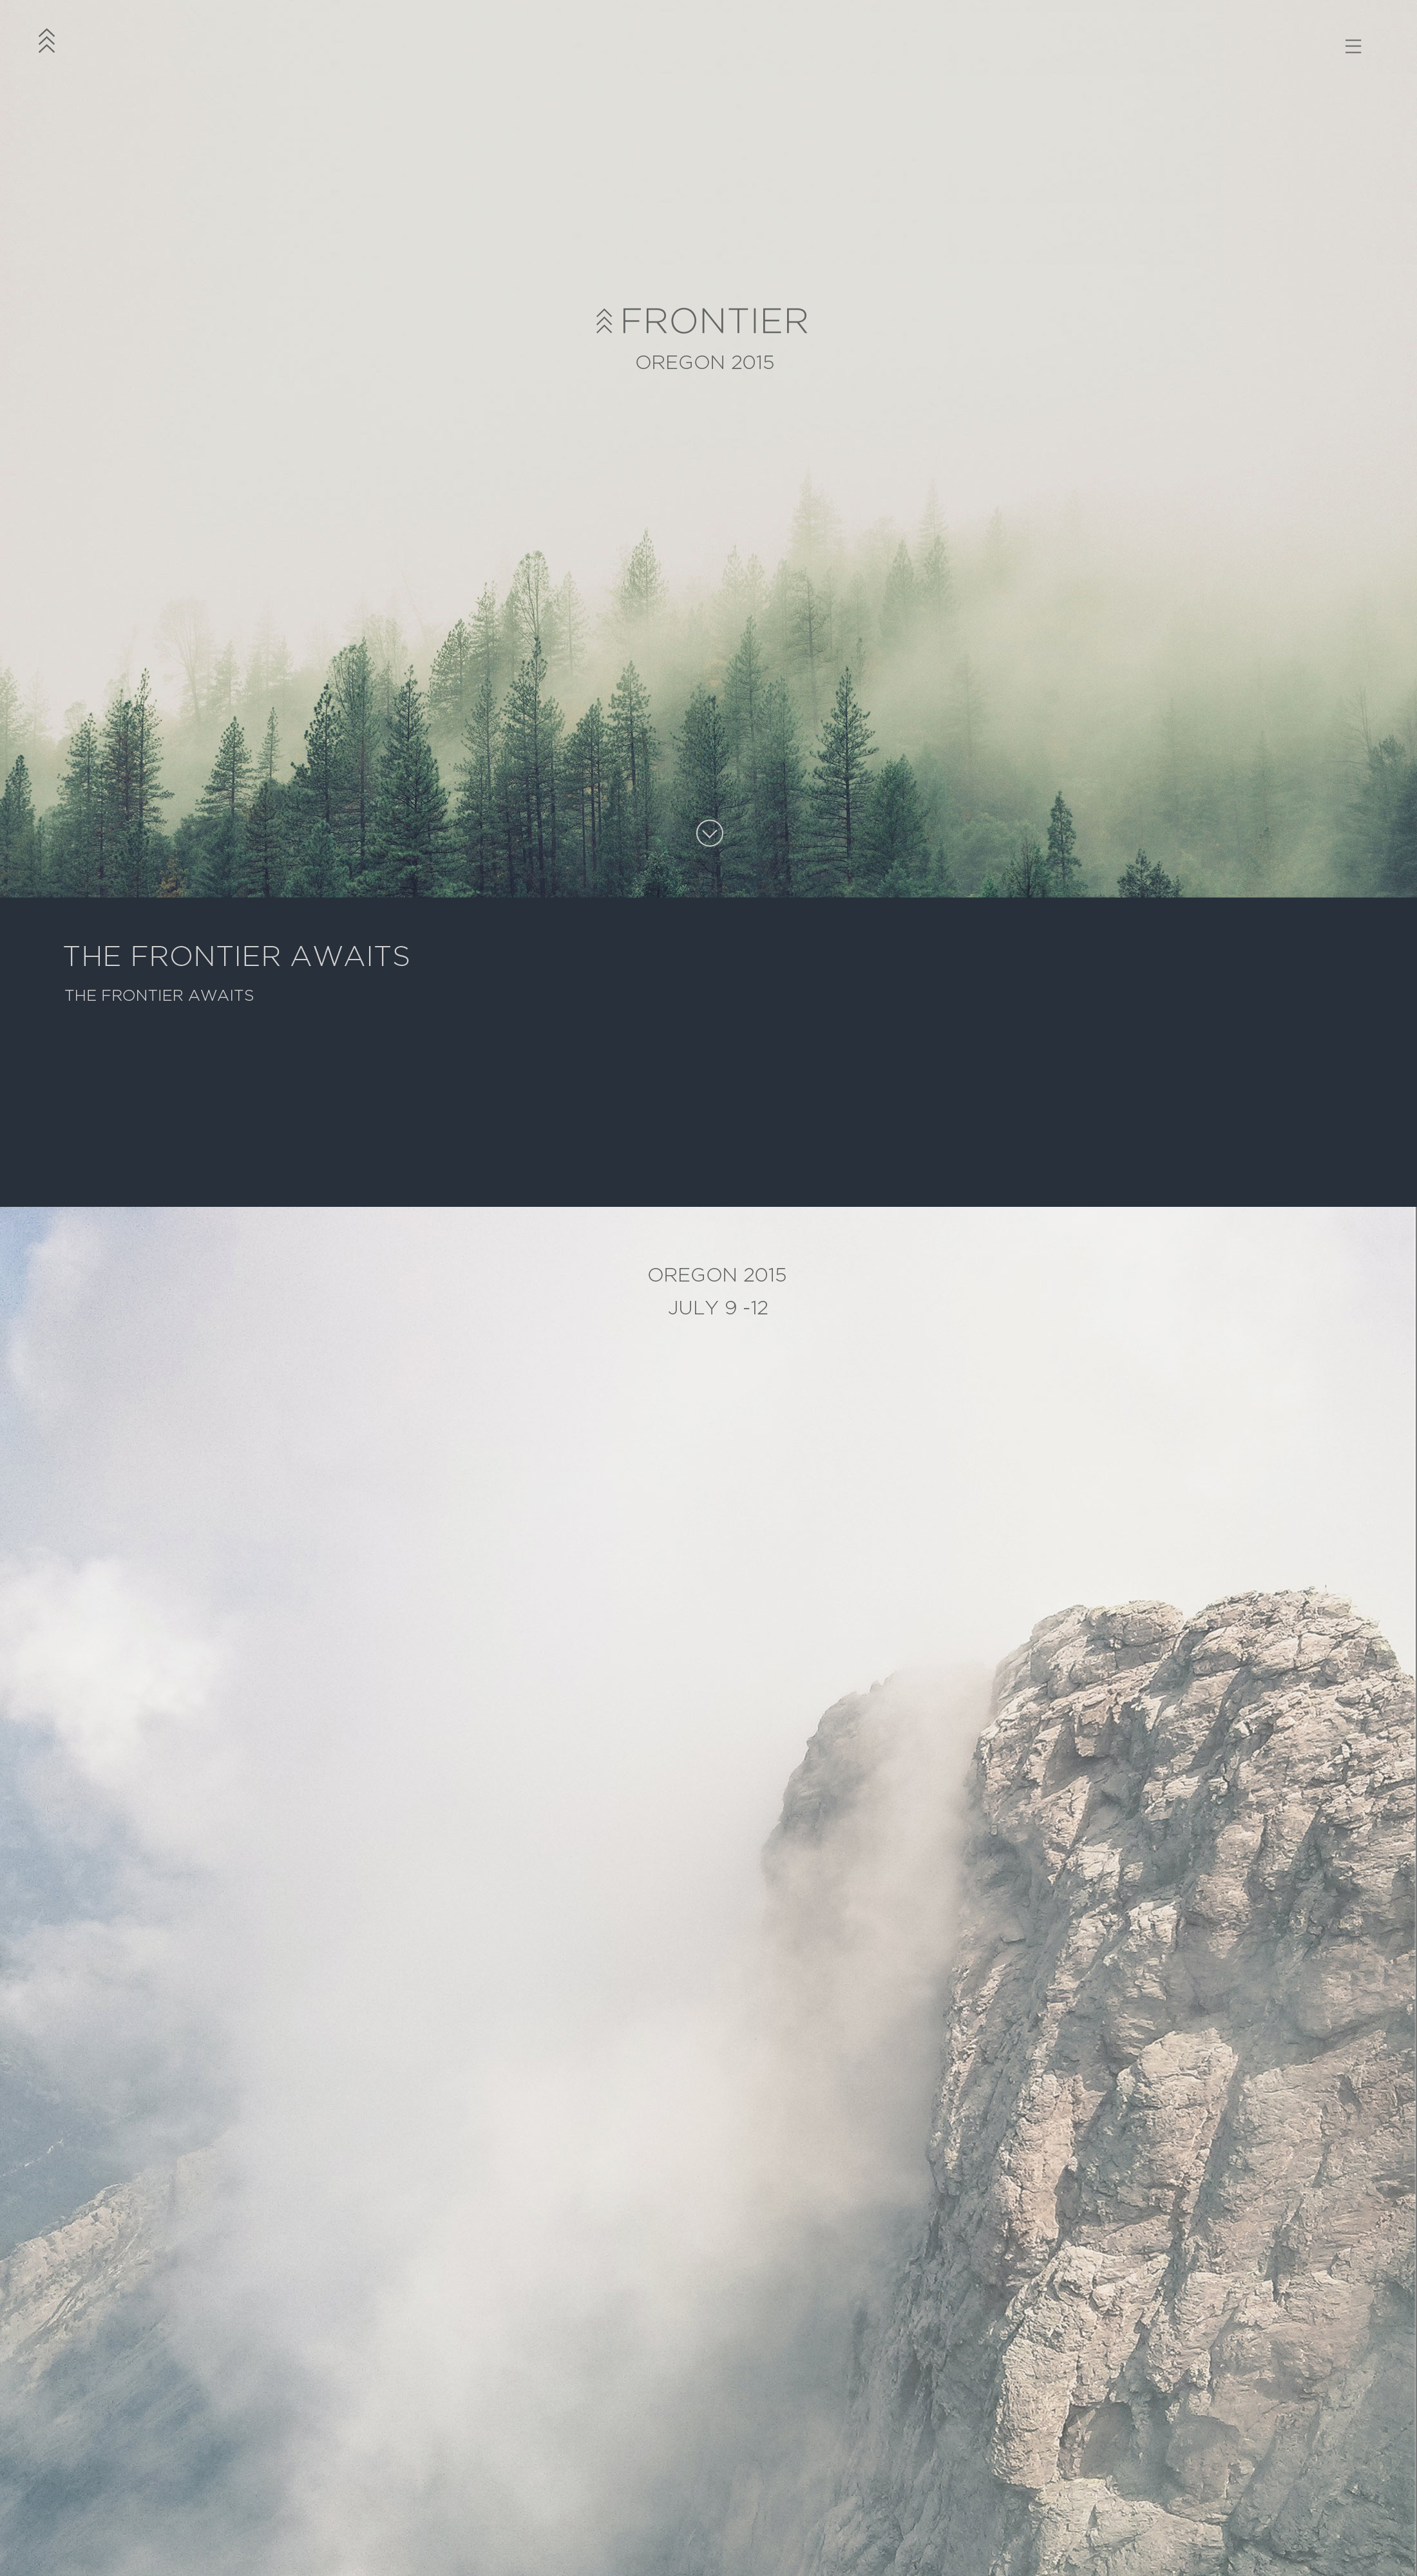 FRONTIER
OREGON 2015
THE FRONTIER AWAITS
THE FRONTIER AWAITS
OREGON 2015
JULY 9 -12